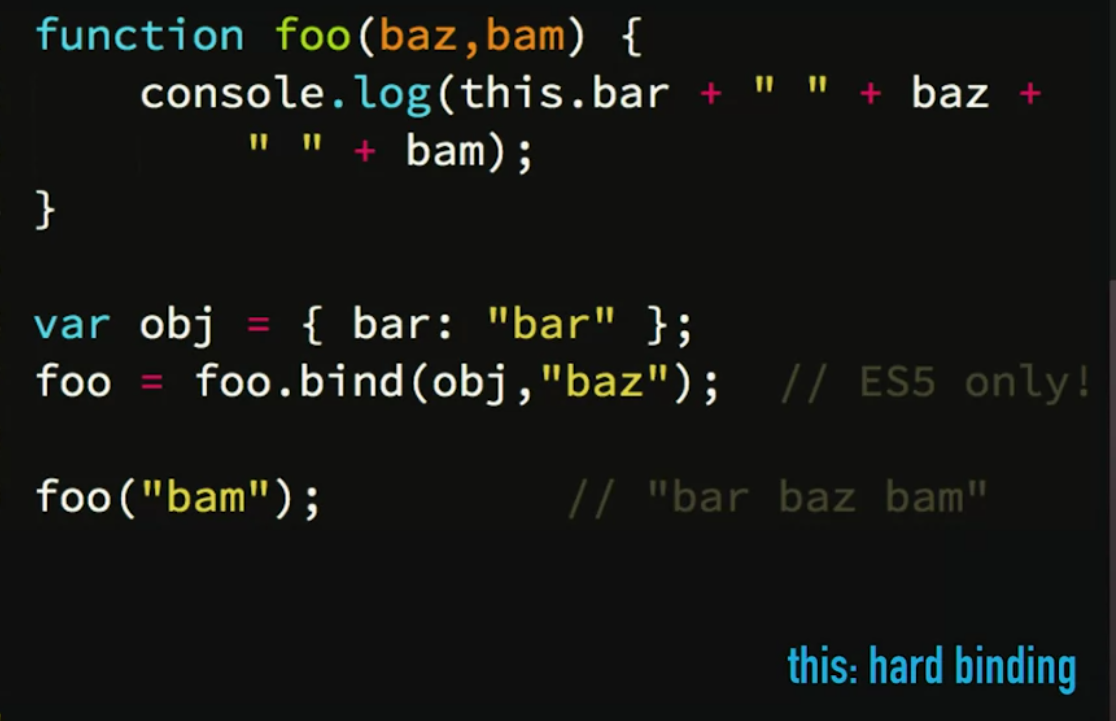 function foo(baz,bam) {
    console.log(this.bar + " " + baz +
        " " + bam);
}
var obj = { bar: "bar" };
foo = foo.bind(obj,"baz");  // ES5 only!
foo("bam");         // "bar baz bam"
this: hard binding